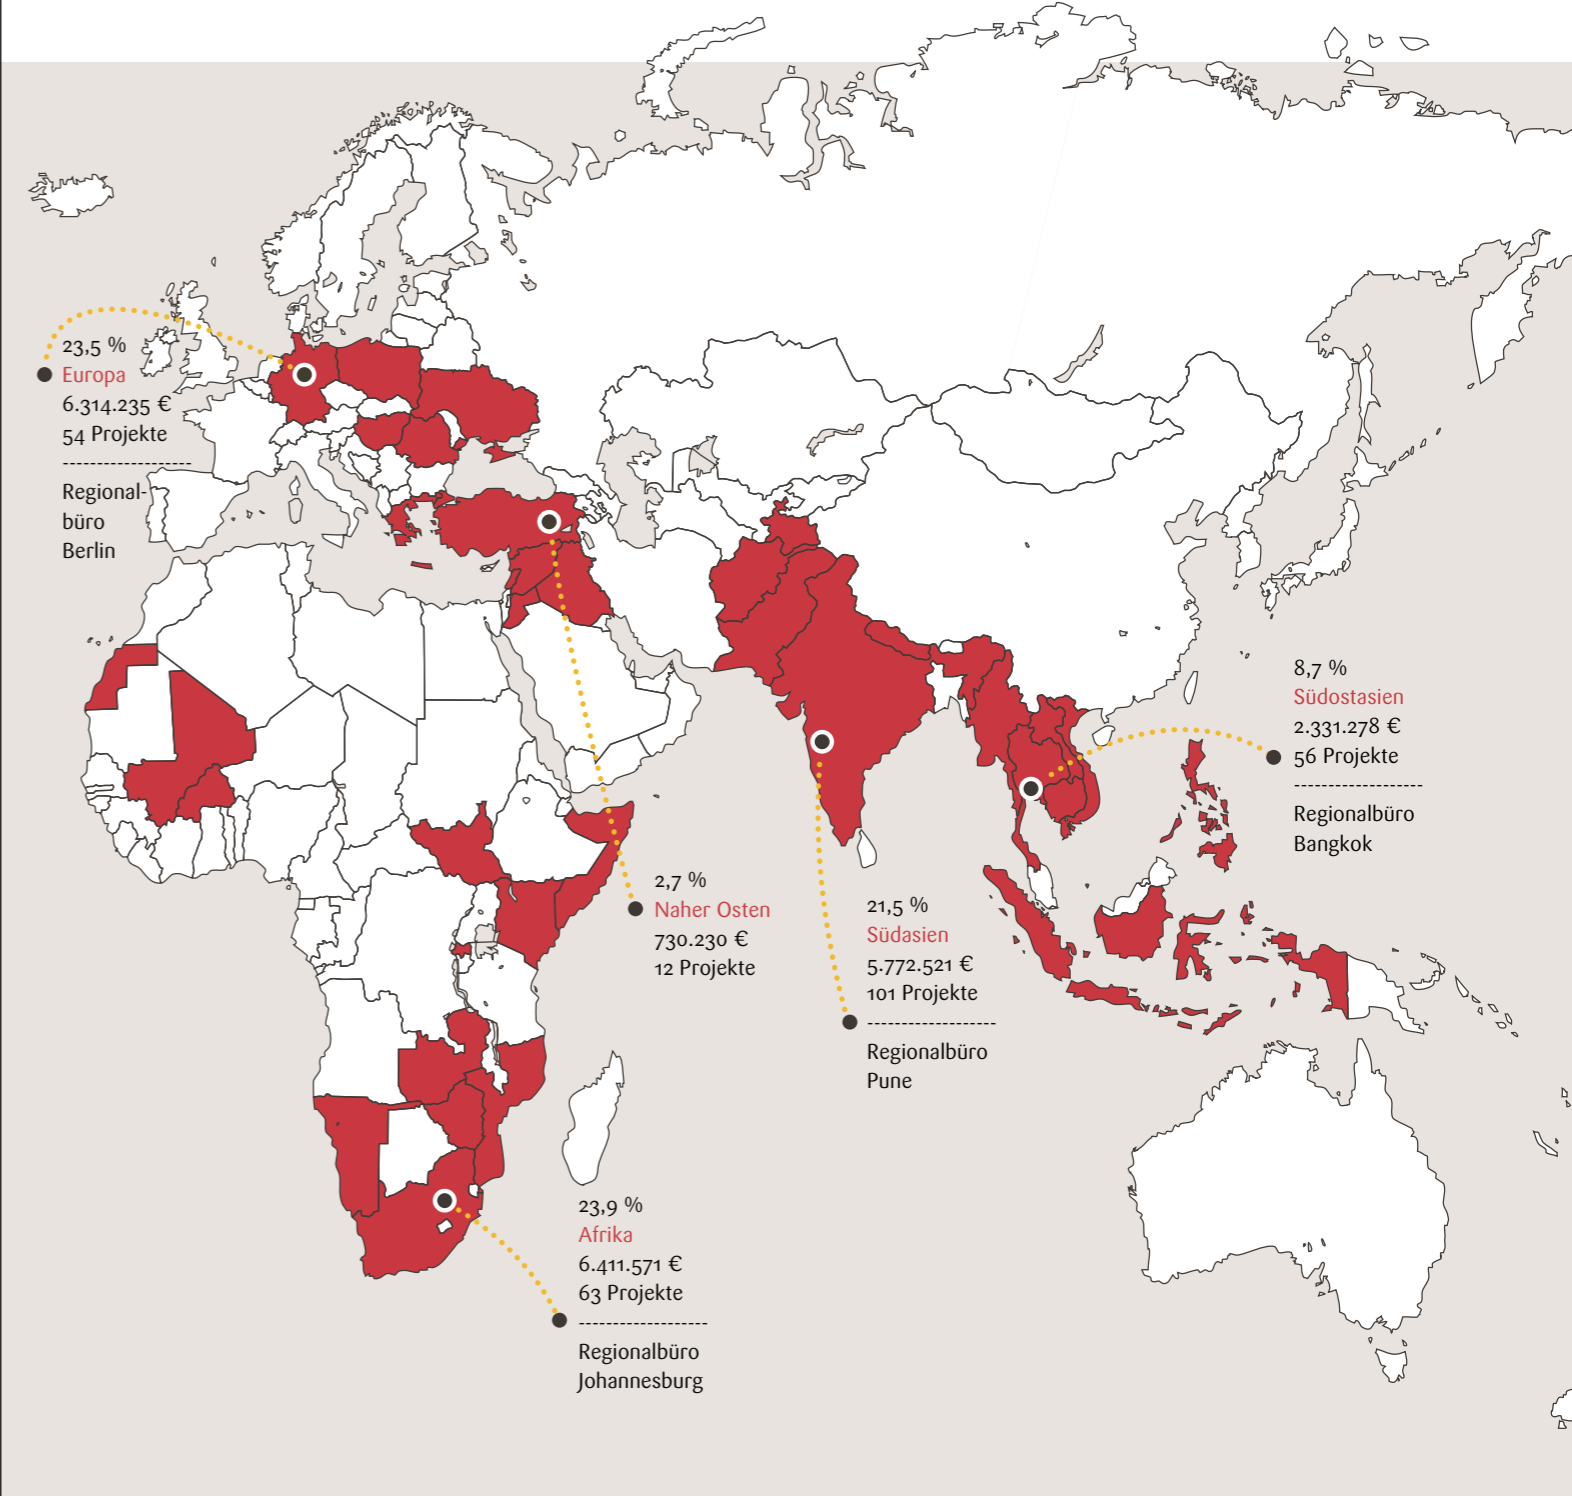 23,5 %
Europa
6.314.235 €
54 Projekte
-------------------
Regional-
büro
Berlin
8,7 %
Südostasien
2.331.278 €
56 Projekte
-------------------
Regionalbüro
Bangkok
2,7 %
Naher Osten
730.230 €
12 Projekte
21,5 %
Südasien
5.772.521 €
101 Projekte
-------------------
Regionalbüro
Pune
23,9 %
Afrika
6.411.571 €
63 Projekte
-------------------
Regionalbüro
Johannesburg